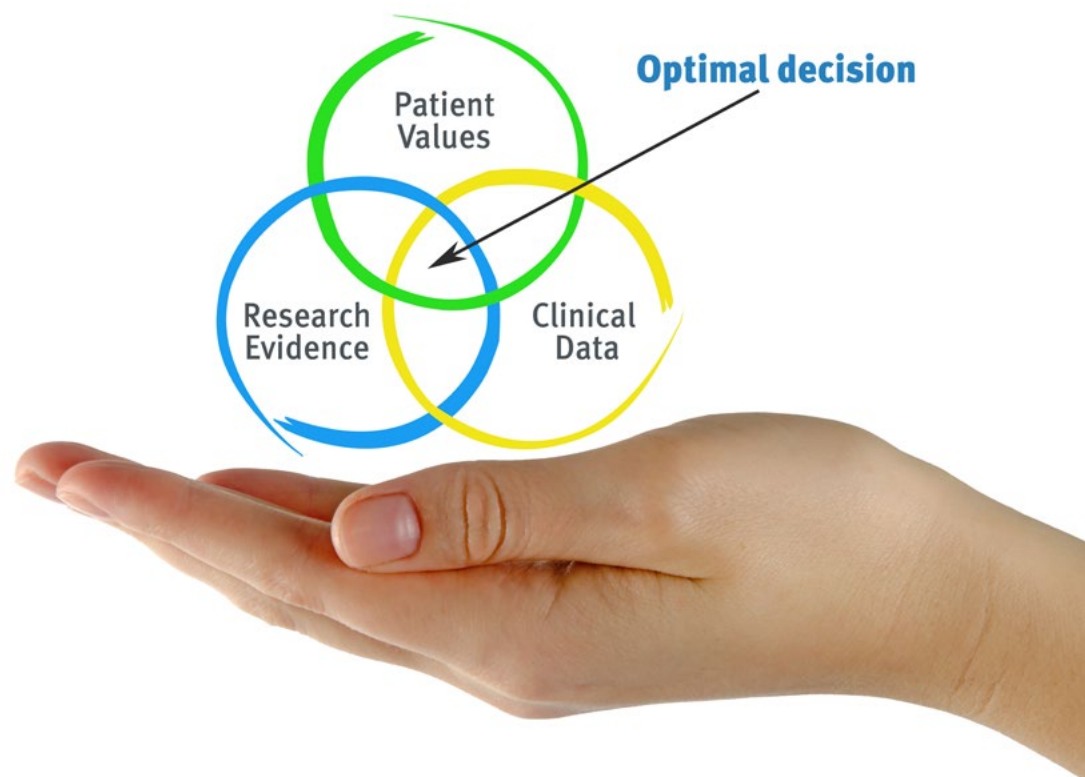 Optimal decision
Patient
Values
Research
Evidence
Clinical
Data